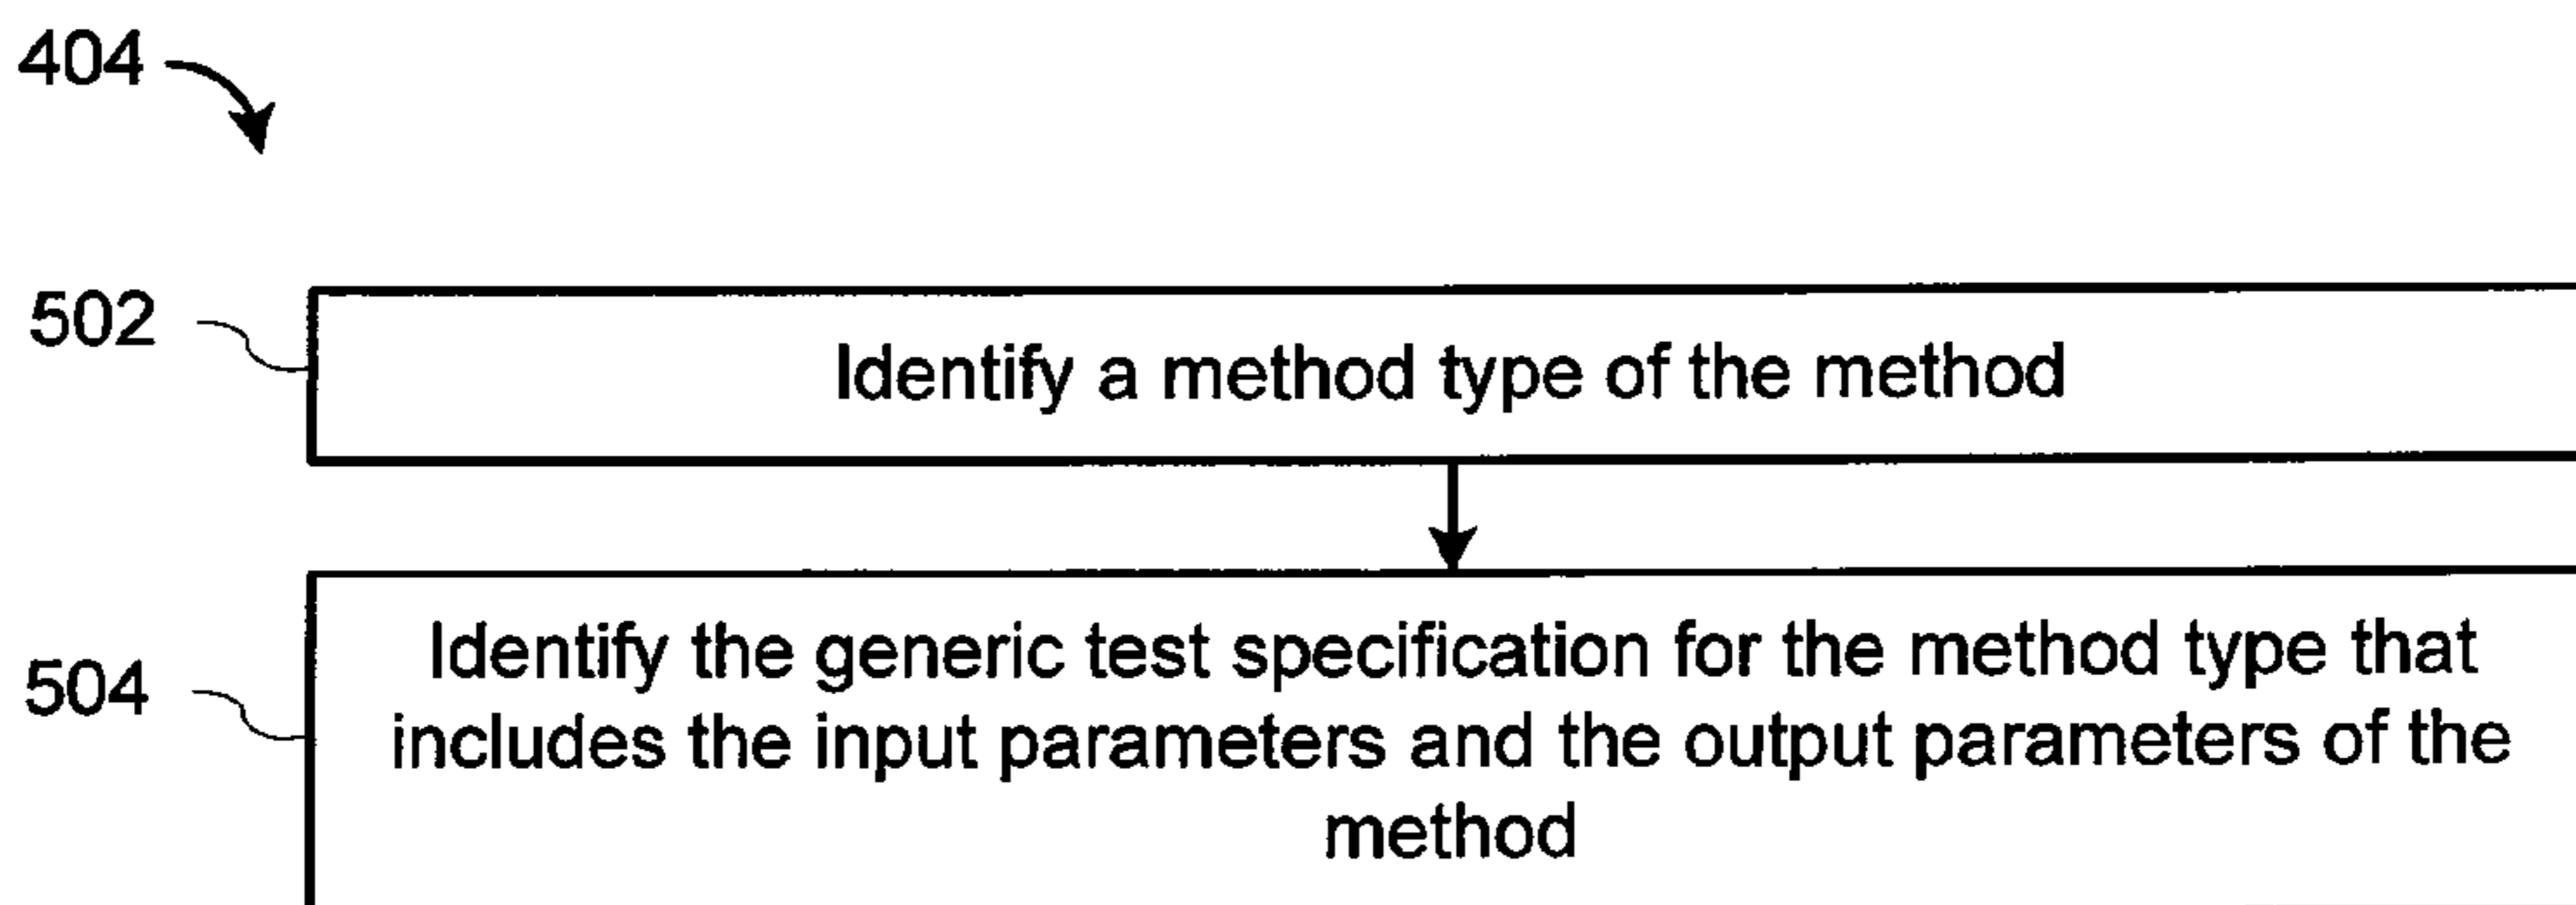 404
502
Identify a method type of the method
504
Identify the generic test specification for the method type that
includes the input parameters and the output parameters of the
method